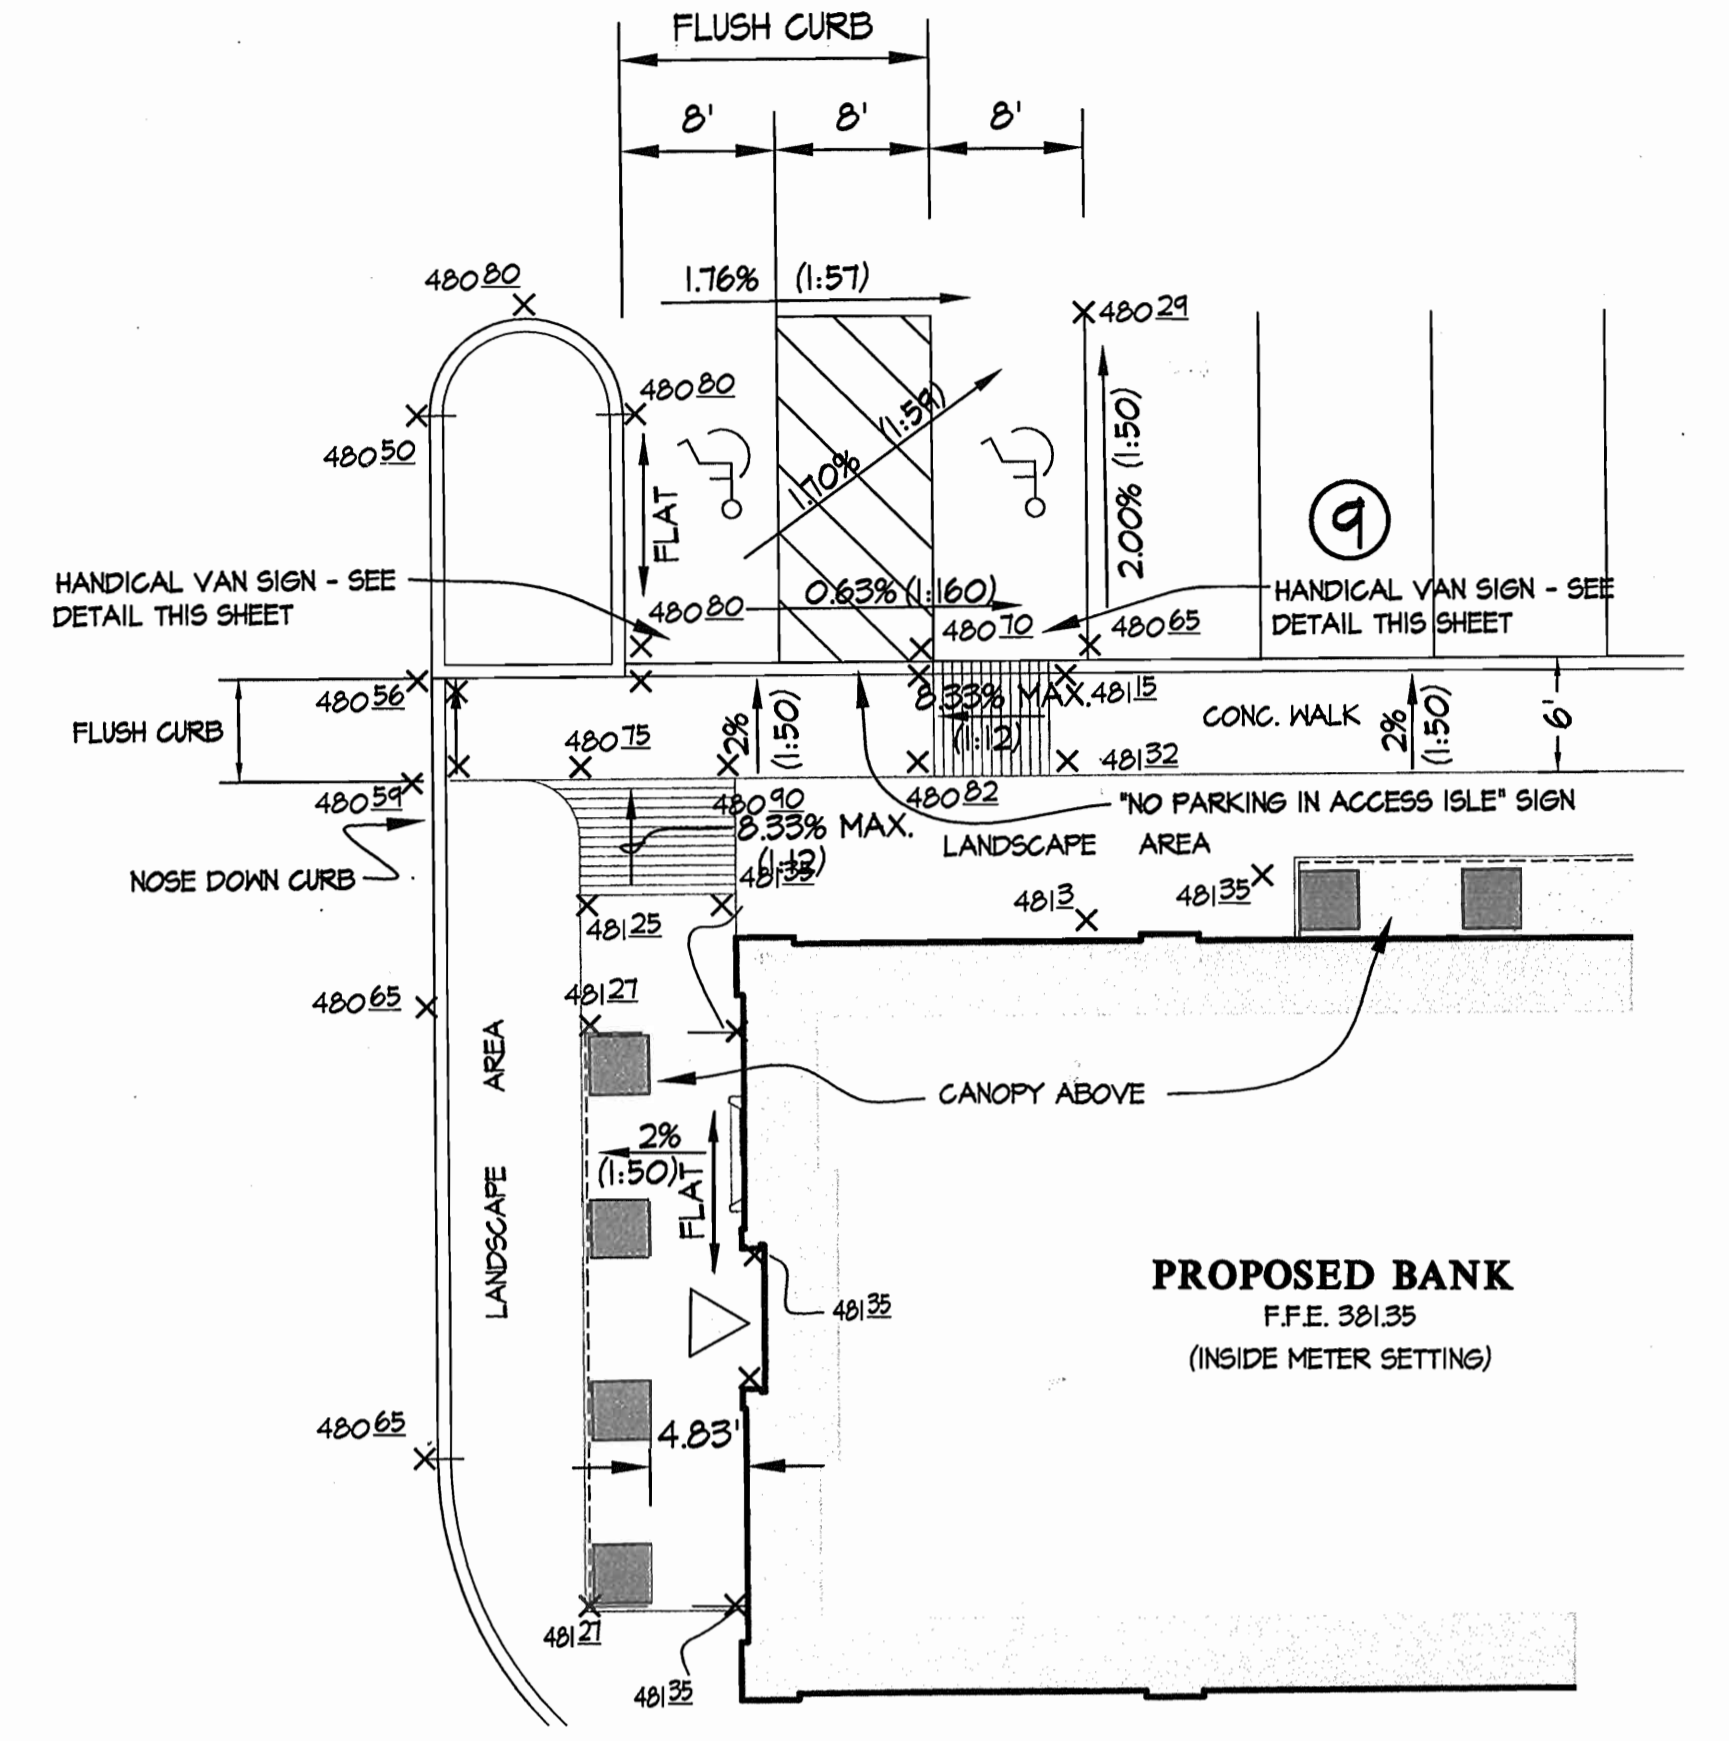 FLUSH CURB
8' 8' 8'
48080
1.76% (1:57)
48029
48080
48050
1.70% (1:59)
FLAT
2.00% (1:50)
9
HANDICAL VAN SIGN - SEE
DETAIL THIS SHEET
0.63% (1:160)
48080
48070
48065
HANDICAL VAN SIGN - SEE
DETAIL THIS SHEET
48056
FLUSH CURB
48075
2%
(1:50)
8.33% MAX.
(1:12)
48115
CONC. WALK
2%
(1:50)
6'
48132
48059
48090
48082
"NO PARKING IN ACCESS ISLE" SIGN
8.33% MAX.
(1:12)
48135
LANDSCAPE AREA
NOSE DOWN CURB
48125
4813
48135
48127
48065
LANDSCAPE AREA
CANOPY ABOVE
2%
(1:50)
FLAT
48135
PROPOSED BANK
F.F.E. 381.35
(INSIDE METER SETTING)
48065
4.83'
48127
48135